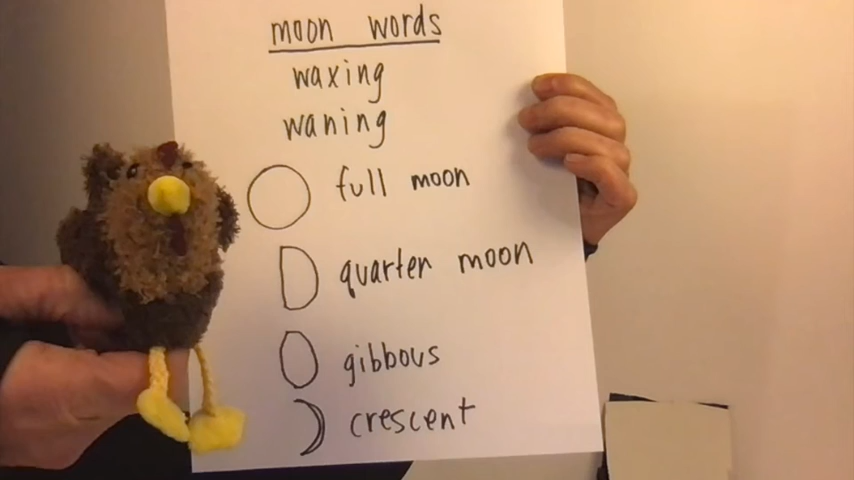 moon words
waxing
waning
full moon
quarter moon
gibbous
crescent